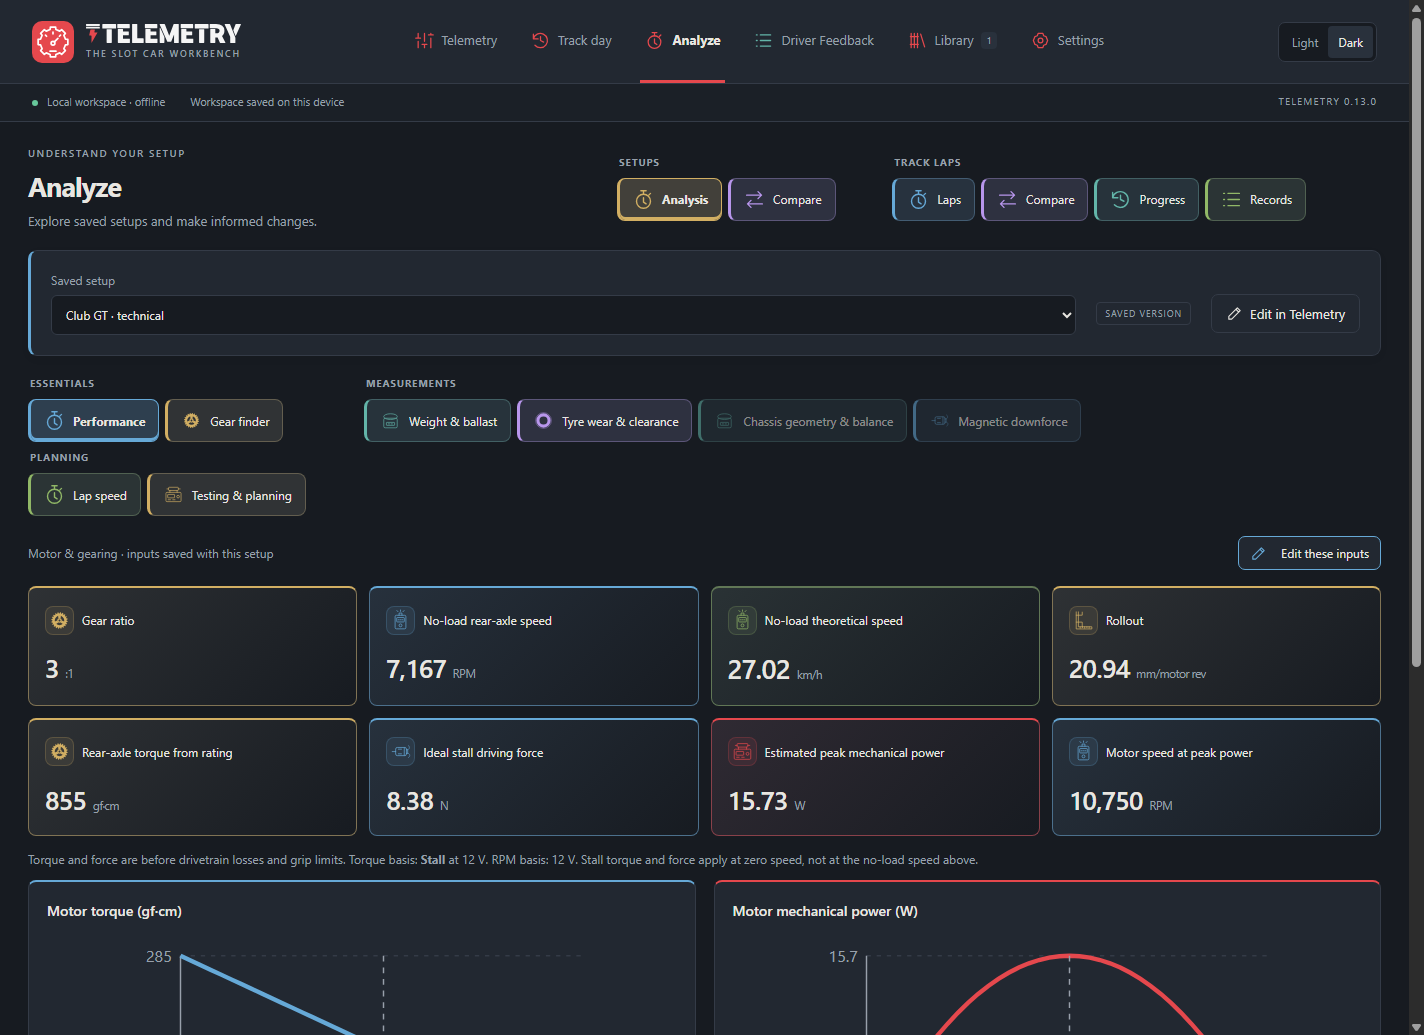 TELEMETRY
THE SLOT CAR WORKBENCH
Telemetry
Track day
Analyze
Driver Feedback
Library 1
Settings
Light
Dark
Local workspace · offline
Workspace saved on this device
TELEMETRY 0.13.0
UNDERSTAND YOUR SETUP
Analyze
Explore saved setups and make informed changes.
SETUPS
Analysis
Compare
TRACK LAPS
Laps
Compare
Progress
Records
Saved setup
Club GT · technical
SAVED VERSION
Edit in Telemetry
ESSENTIALS
Performance
Gear finder
MEASUREMENTS
Weight & ballast
Tyre wear & clearance
Chassis geometry & balance
Magnetic downforce
PLANNING
Lap speed
Testing & planning
Motor & gearing · inputs saved with this setup
Edit these inputs
Gear ratio
3 :1
No-load rear-axle speed
7,167 RPM
No-load theoretical speed
27.02 km/h
Rollout
20.94 mm/motor rev
Rear-axle torque from rating
855 gf·cm
Ideal stall driving force
8.38 N
Estimated peak mechanical power
15.73 W
Motor speed at peak power
10,750 RPM
Torque and force are before drivetrain losses and grip limits. Torque basis: Stall at 12 V. RPM basis: 12 V. Stall torque and force apply at zero speed, not at the no-load speed above.
Motor torque (gf·cm)
285
Motor mechanical power (W)
15.7